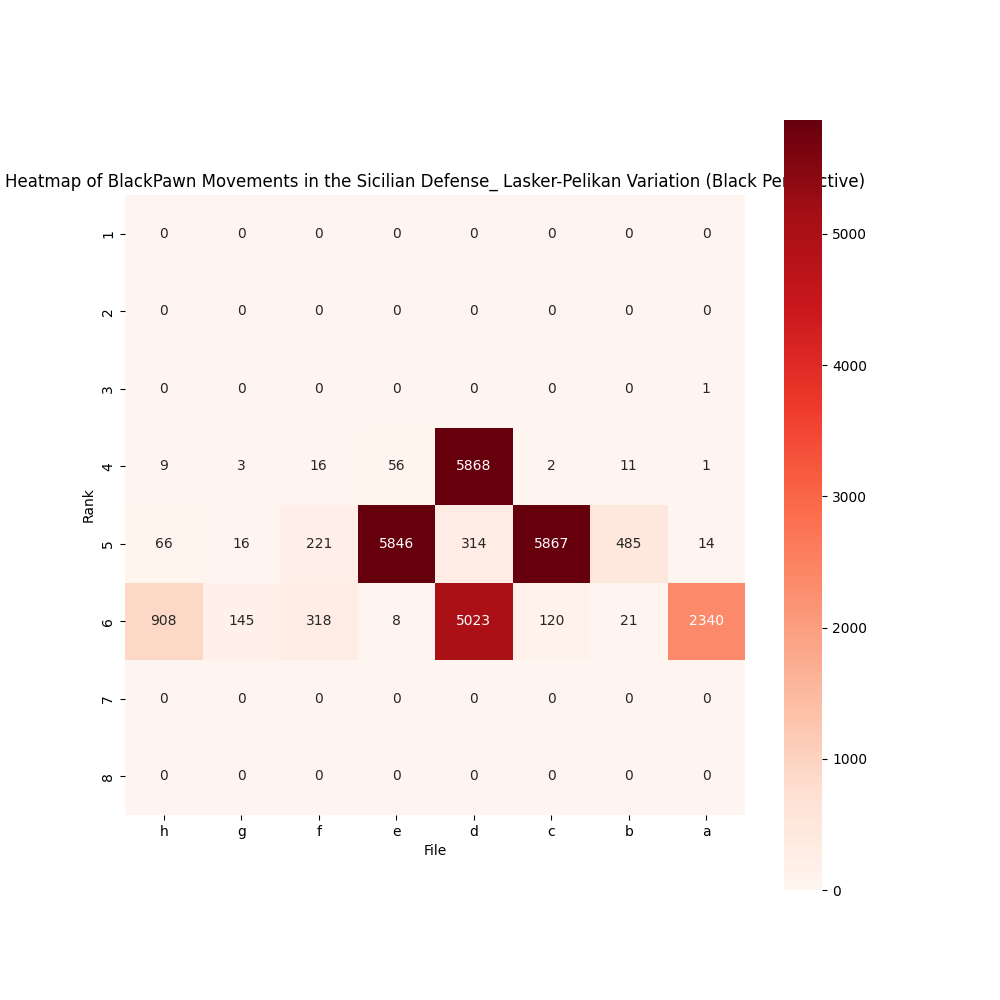 Heatmap of BlackPawn Movements in the Sicilian Defense_ Lasker-Pelikan Variation (Black Pe ctive)
1 0 0 0 0 0 0 0 0
2 0 0 0 0 0 0 0 0
3 0 0 0 0 0 0 0 1
4 9 3 16 56 5868 2 11 1
5 66 16 221 5846 314 5867 485 14
6 908 145 318 8 5023 120 21 2340
7 0 0 0 0 0 0 0 0
8 0 0 0 0 0 0 0 0
Rank
h g f e d c b a
File
5000
4000
3000
2000
1000
0